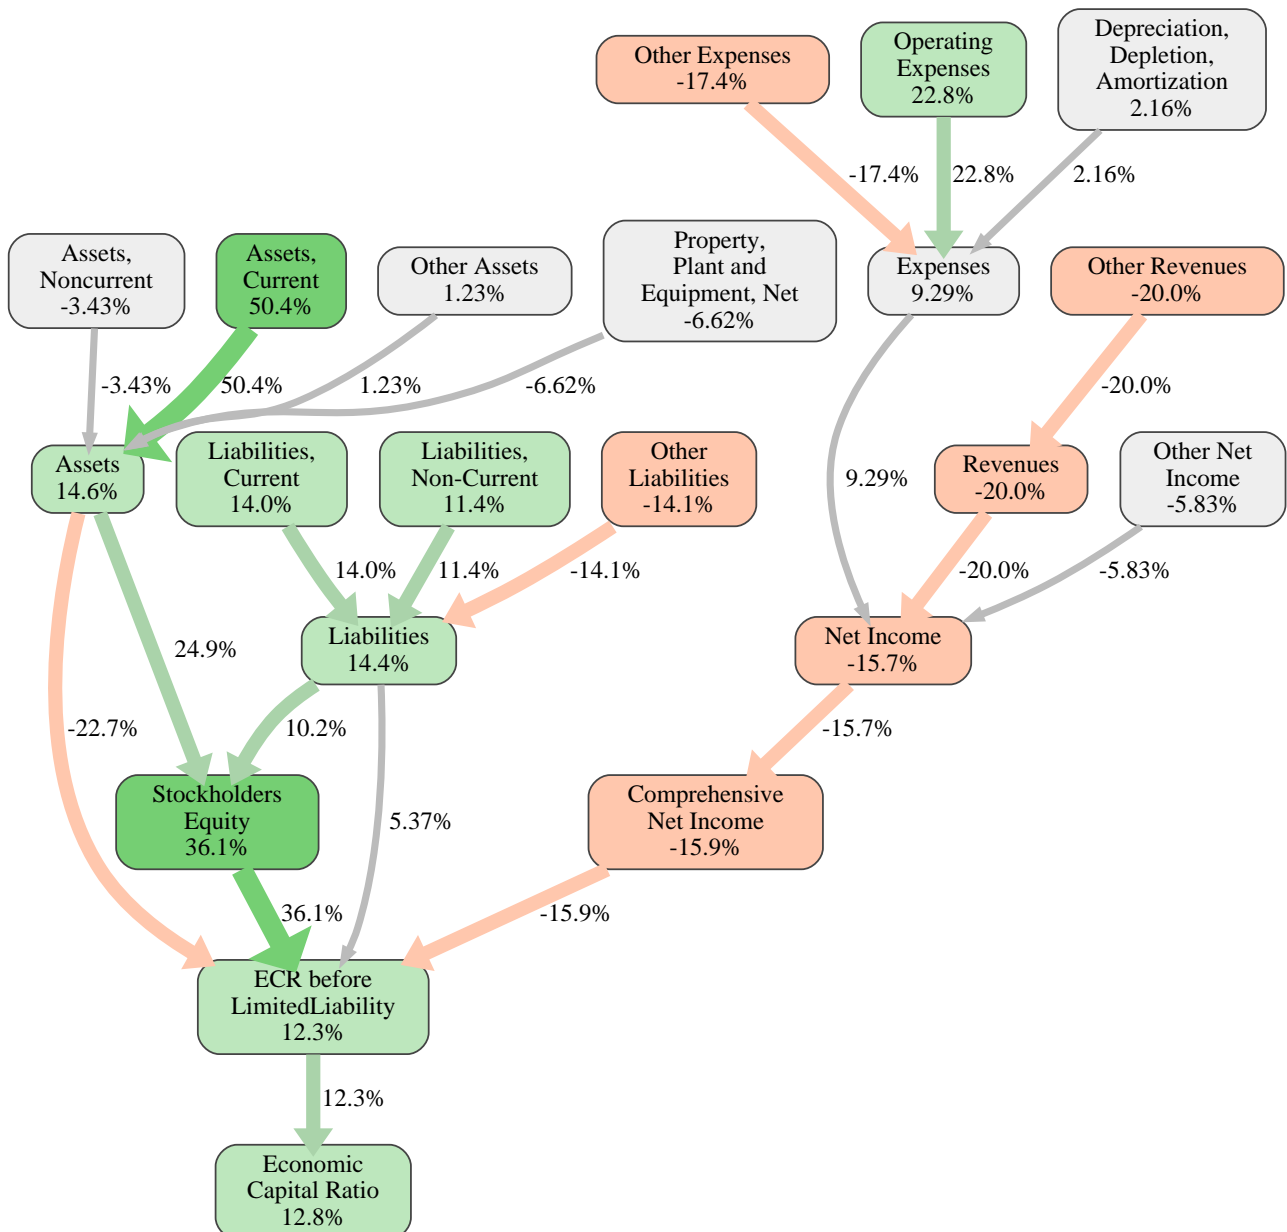 Other Expenses
-17.4%
Operating
Expenses
22.8%
Depreciation,
Depletion,
Amortization
2.16%
-17.4%
22.8%
2.16%
Assets,
Noncurrent
-3.43%
Assets,
Current
50.4%
Other Assets
1.23%
Property,
Plant and
Equipment, Net
-6.62%
Expenses
9.29%
Other Revenues
-20.0%
-3.43%
50.4%
1.23%
-6.62%
-20.0%
Assets
14.6%
Liabilities,
Current
14.0%
Liabilities,
Non-Current
11.4%
Other
Liabilities
-14.1%
9.29%
Revenues
-20.0%
Other Net
Income
-5.83%
14.0%
11.4%
-14.1%
-20.0%
-5.83%
24.9%
Liabilities
14.4%
Net Income
-15.7%
-22.7%
10.2%
-15.7%
Stockholders
Equity
36.1%
5.37%
Comprehensive
Net Income
-15.9%
36.1%
-15.9%
ECR before
LimitedLiability
12.3%
12.3%
Economic
Capital Ratio
12.8%